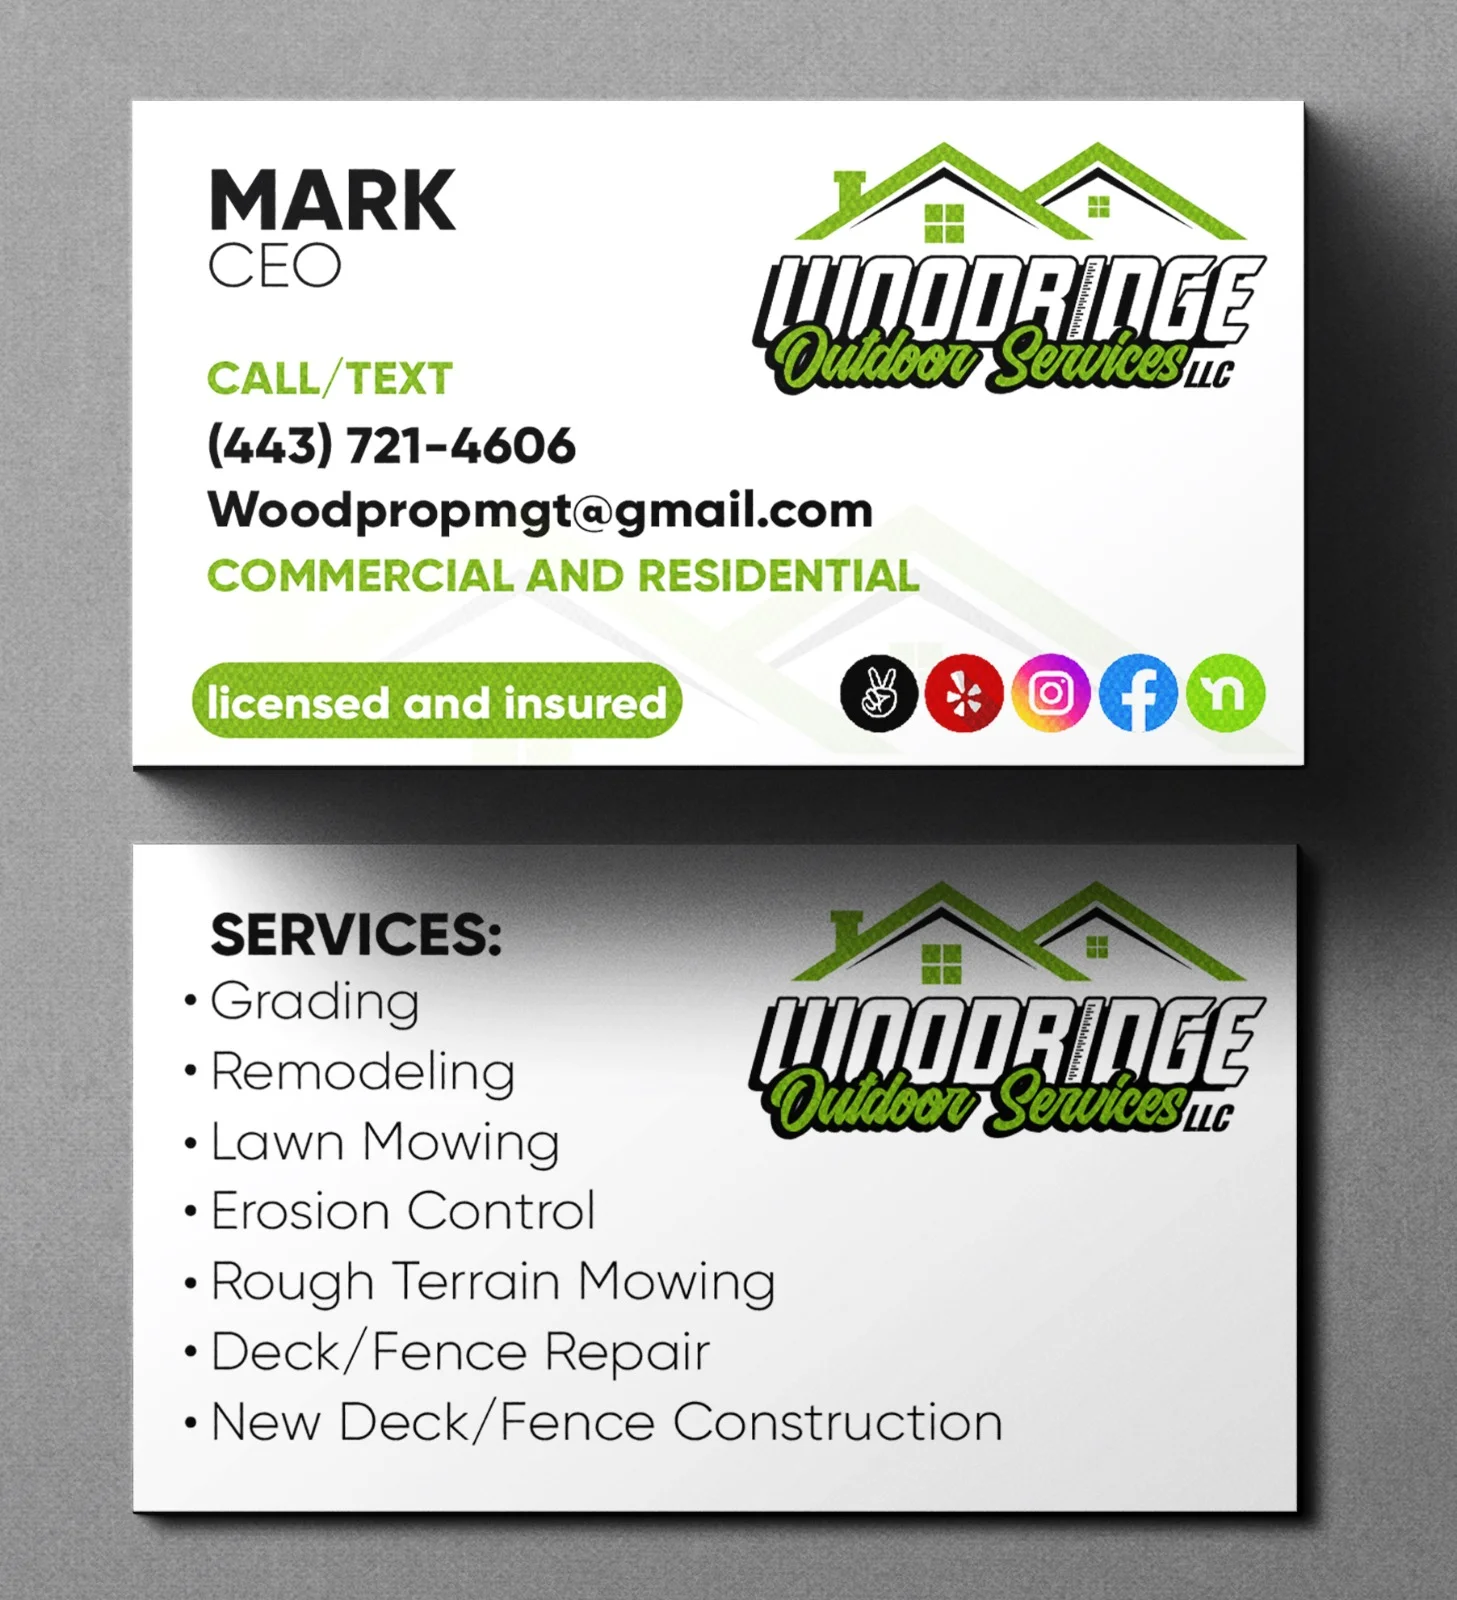 MARK
CEO
CALL/TEXT
(443) 721-4606
Woodpropmgt@gmail.com
COMMERCIAL AND RESIDENTIAL
licensed and insured
WOODRIDGE
Outdoor Services LLC
SERVICES:
• Grading
• Remodeling
• Lawn Mowing
• Erosion Control
• Rough Terrain Mowing
• Deck/Fence Repair
• New Deck/Fence Construction
WOODRIDGE
Outdoor Services LLC